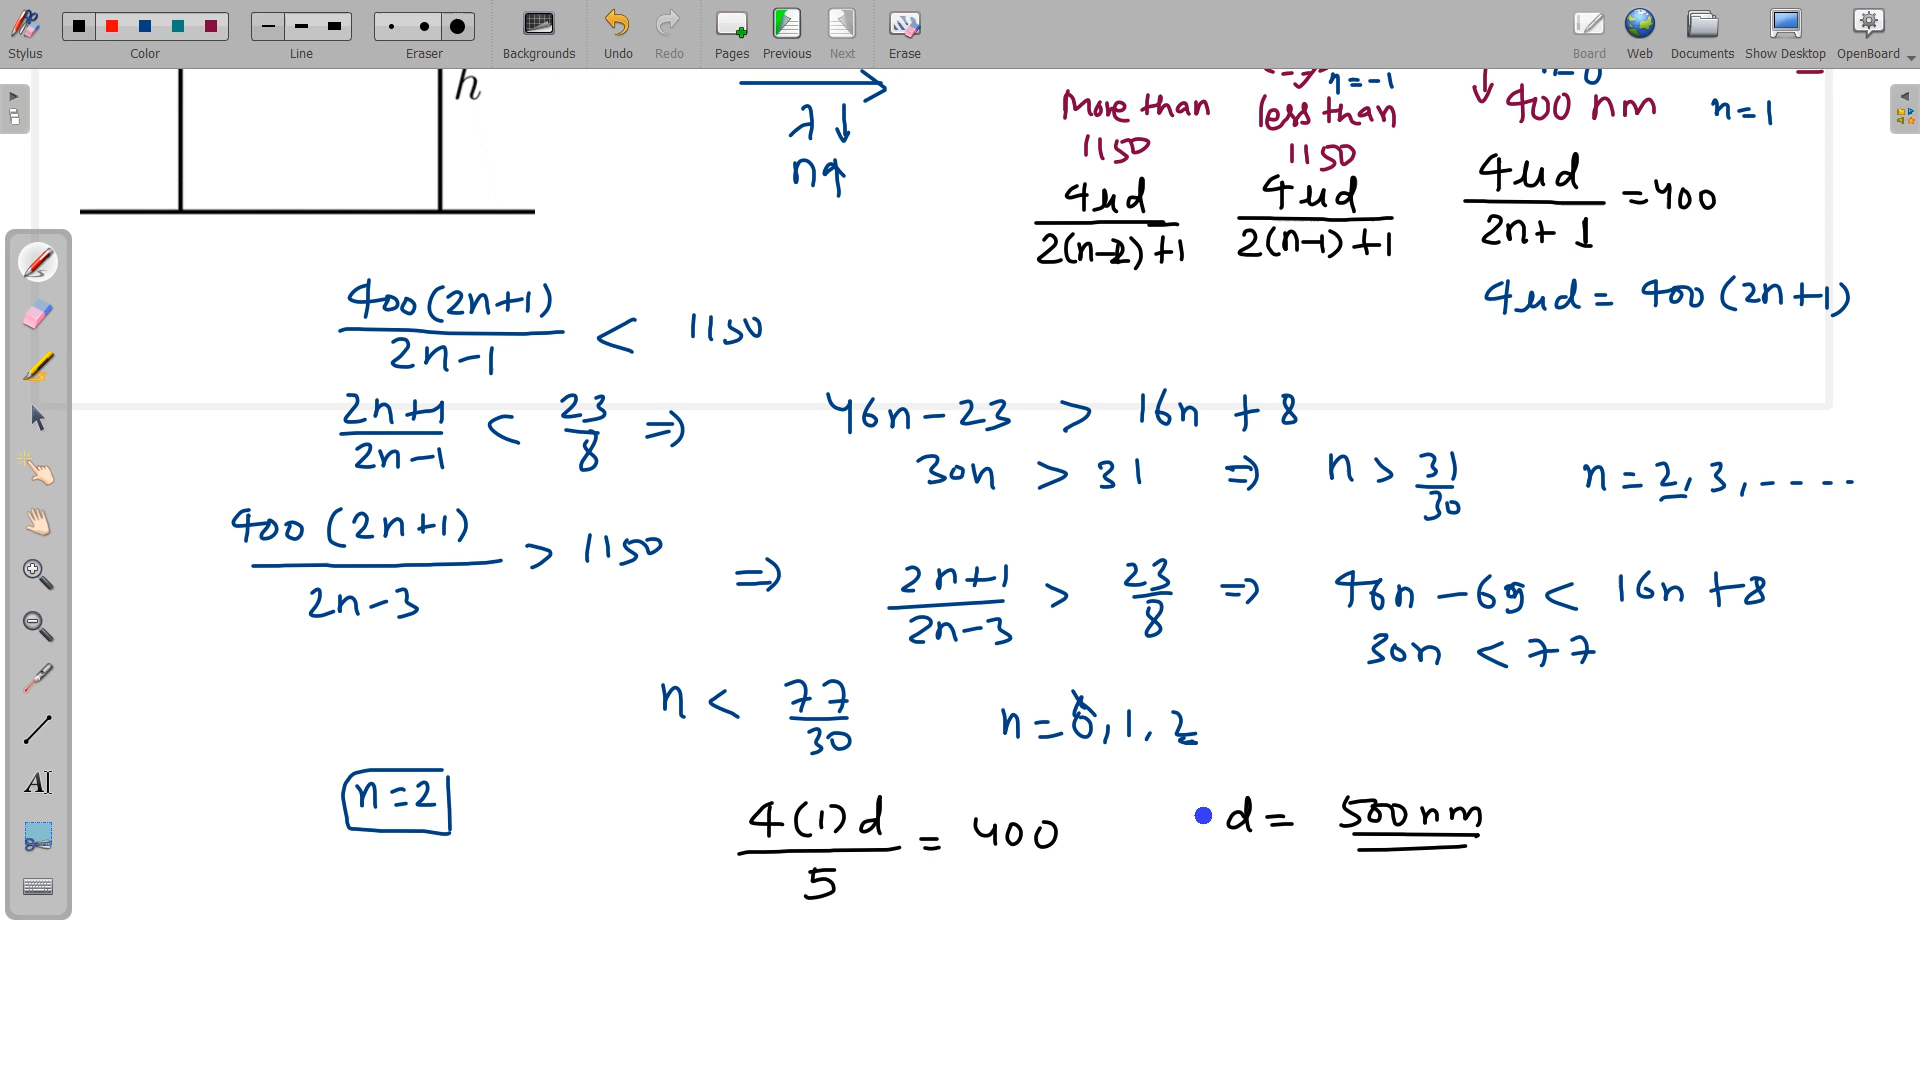 Stylus Color Line Eraser Backgrounds Undo Redo Pages Previous Next Erase Board Web Documents Show Desktop OpenBoard
h
λ↓
n↑
More than
1150
4μd / 2(n-2)+1
n=-1
less than
1150
4μd / 2(n-1)+1
400 nm n=1
4μd / 2n+1 = 400
4μd = 400 (2n+1)
400(2n+1) / 2n-1 < 1150
2n+1 / 2n-1 < 23/8 ⇒ 46n-23 > 16n + 8
30n > 31 ⇒ n > 31/30 n = 2, 3, ----
400 (2n+1) / 2n-3 > 1150 ⇒ 2n+1 / 2n-3 > 23/8 ⇒ 46n - 69 < 16n + 8
30n < 77
n < 77/30 n = 0, 1, 2
n=2
4(1)d / 5 = 400 d = 500nm
AI